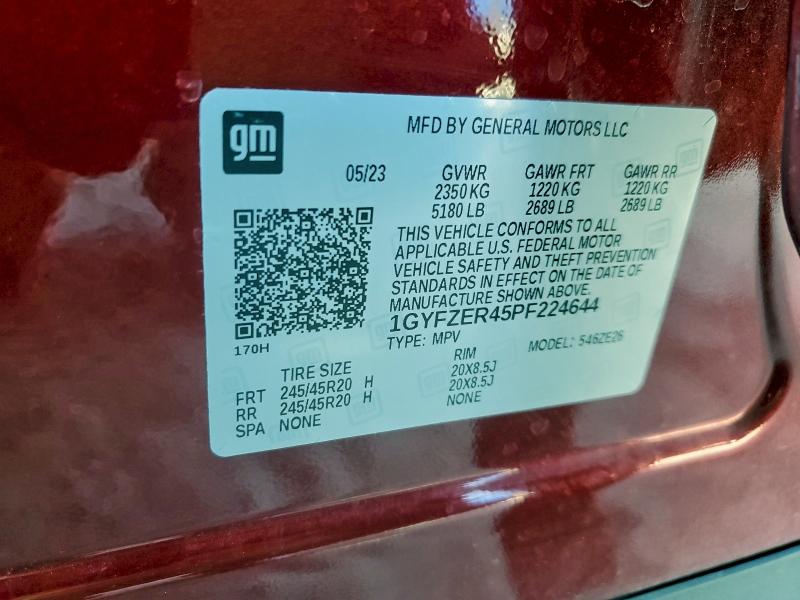 gm
MFD BY GENERAL MOTORS LLC
05/23 GVWR GAWR FRT GAWR RR
2350 KG 1220 KG 1220 KG
5180 LB 2689 LB 2689 LB
THIS VEHICLE CONFORMS TO ALL
APPLICABLE U.S. FEDERAL MOTOR
VEHICLE SAFETY AND THEFT PREVENTION
STANDARDS IN EFFECT ON THE DATE OF
MANUFACTURE SHOWN ABOVE.
1GYFZER45PF224644
TYPE: MPV MODEL: 546ZE26
170H
TIRE SIZE RIM
FRT 245/45R20 H 20X8.5J
RR 245/45R20 H 20X8.5J
SPA NONE NONE